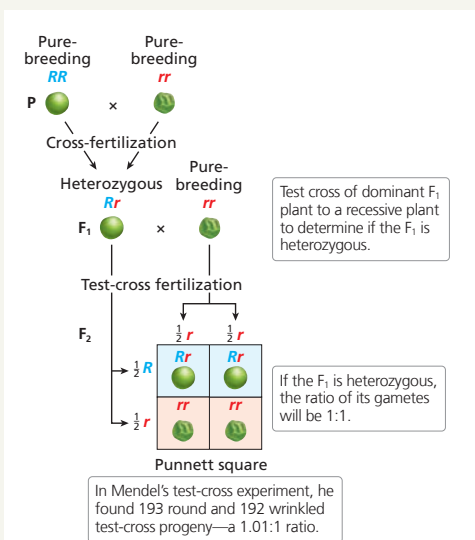 Pure-
breeding
RR
Pure-
breeding
rr
P
×
Cross-fertilization
Heterozygous
Rr
Pure-
breeding
rr
F₁
×
Test cross of dominant F₁
plant to a recessive plant
to determine if the F₁ is
heterozygous.
Test-cross fertilization
F₂
½ r
½ r
½ R
Rr
Rr
½ r
rr
rr
If the F₁ is heterozygous,
the ratio of its gametes
will be 1:1.
Punnett square
In Mendel’s test-cross experiment, he
found 193 round and 192 wrinkled
test-cross progeny—a 1.01:1 ratio.